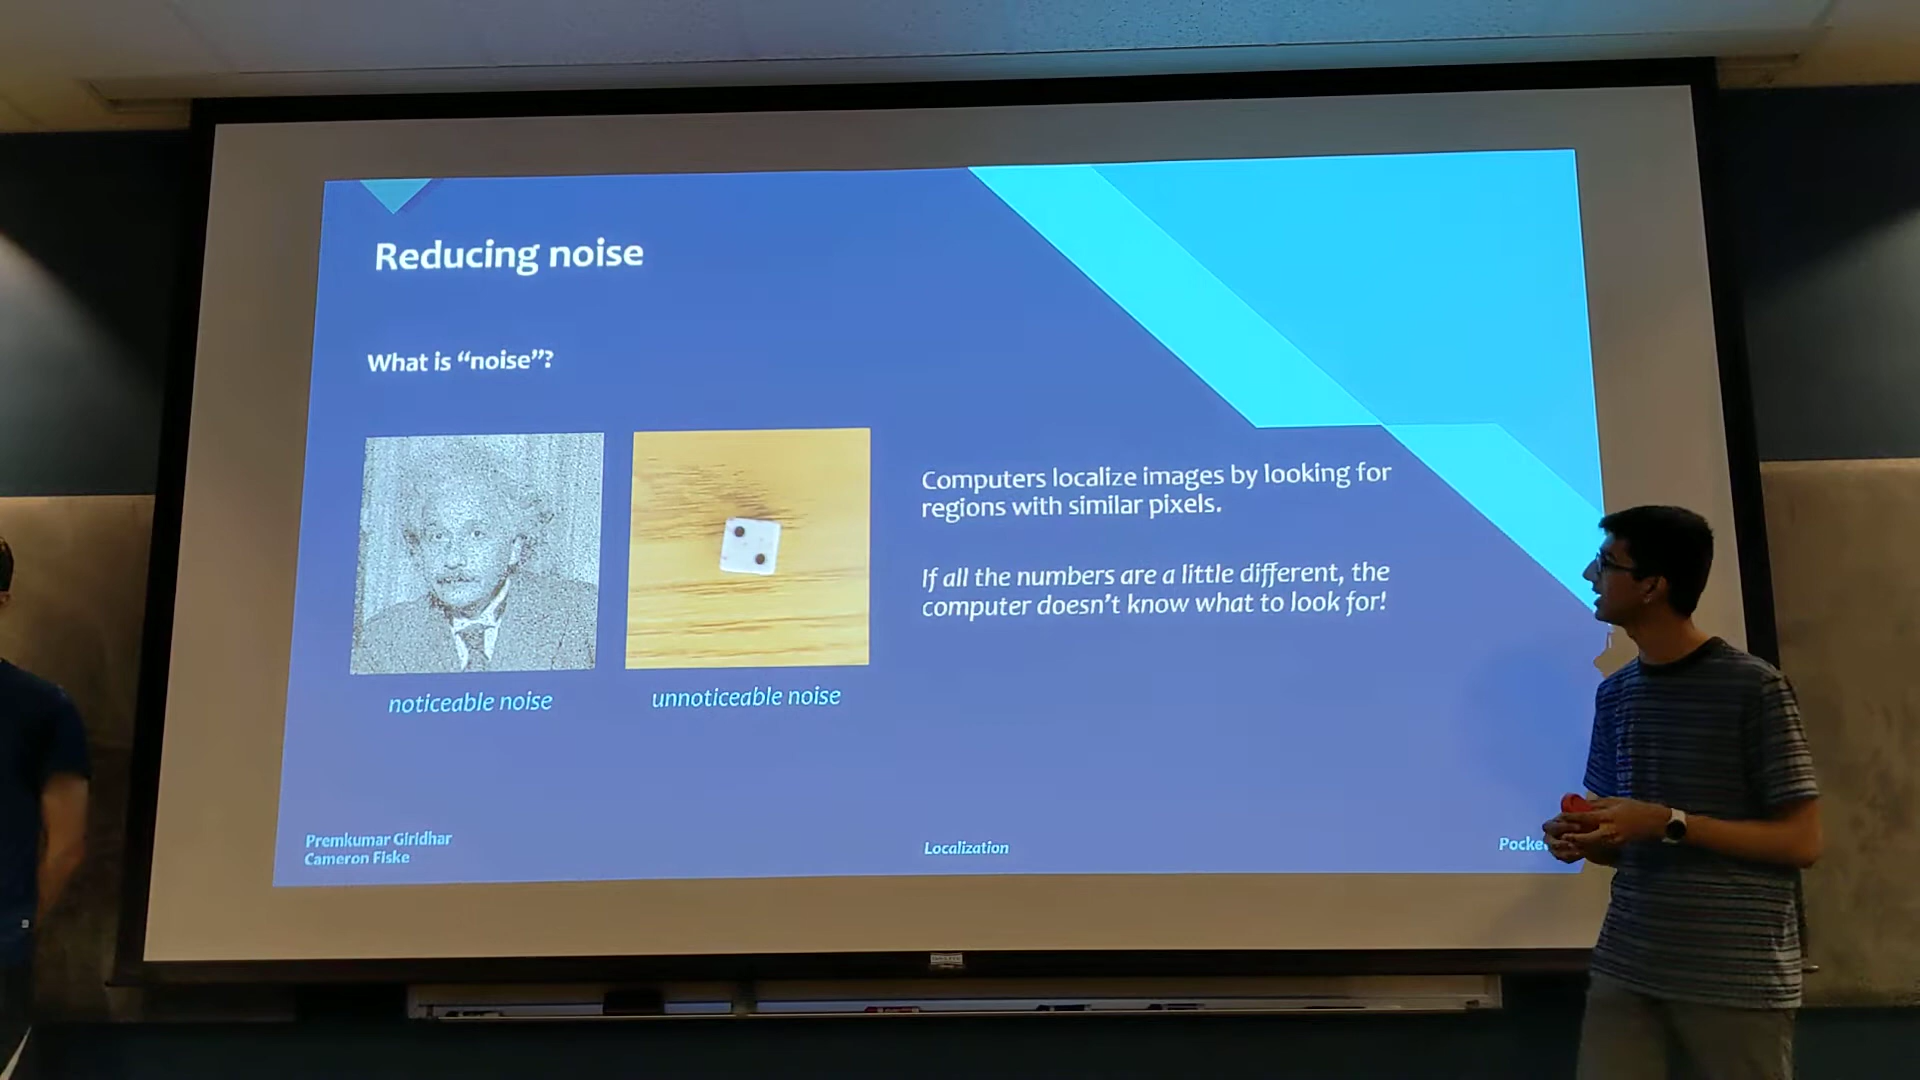 Reducing noise
What is “noise”?
Computers localize images by looking for
regions with similar pixels.
If all the numbers are a little different, the
computer doesn’t know what to look for!
noticeable noise
unnoticeable noise
Premkumar Giridhar
Cameron Fiske
Localization